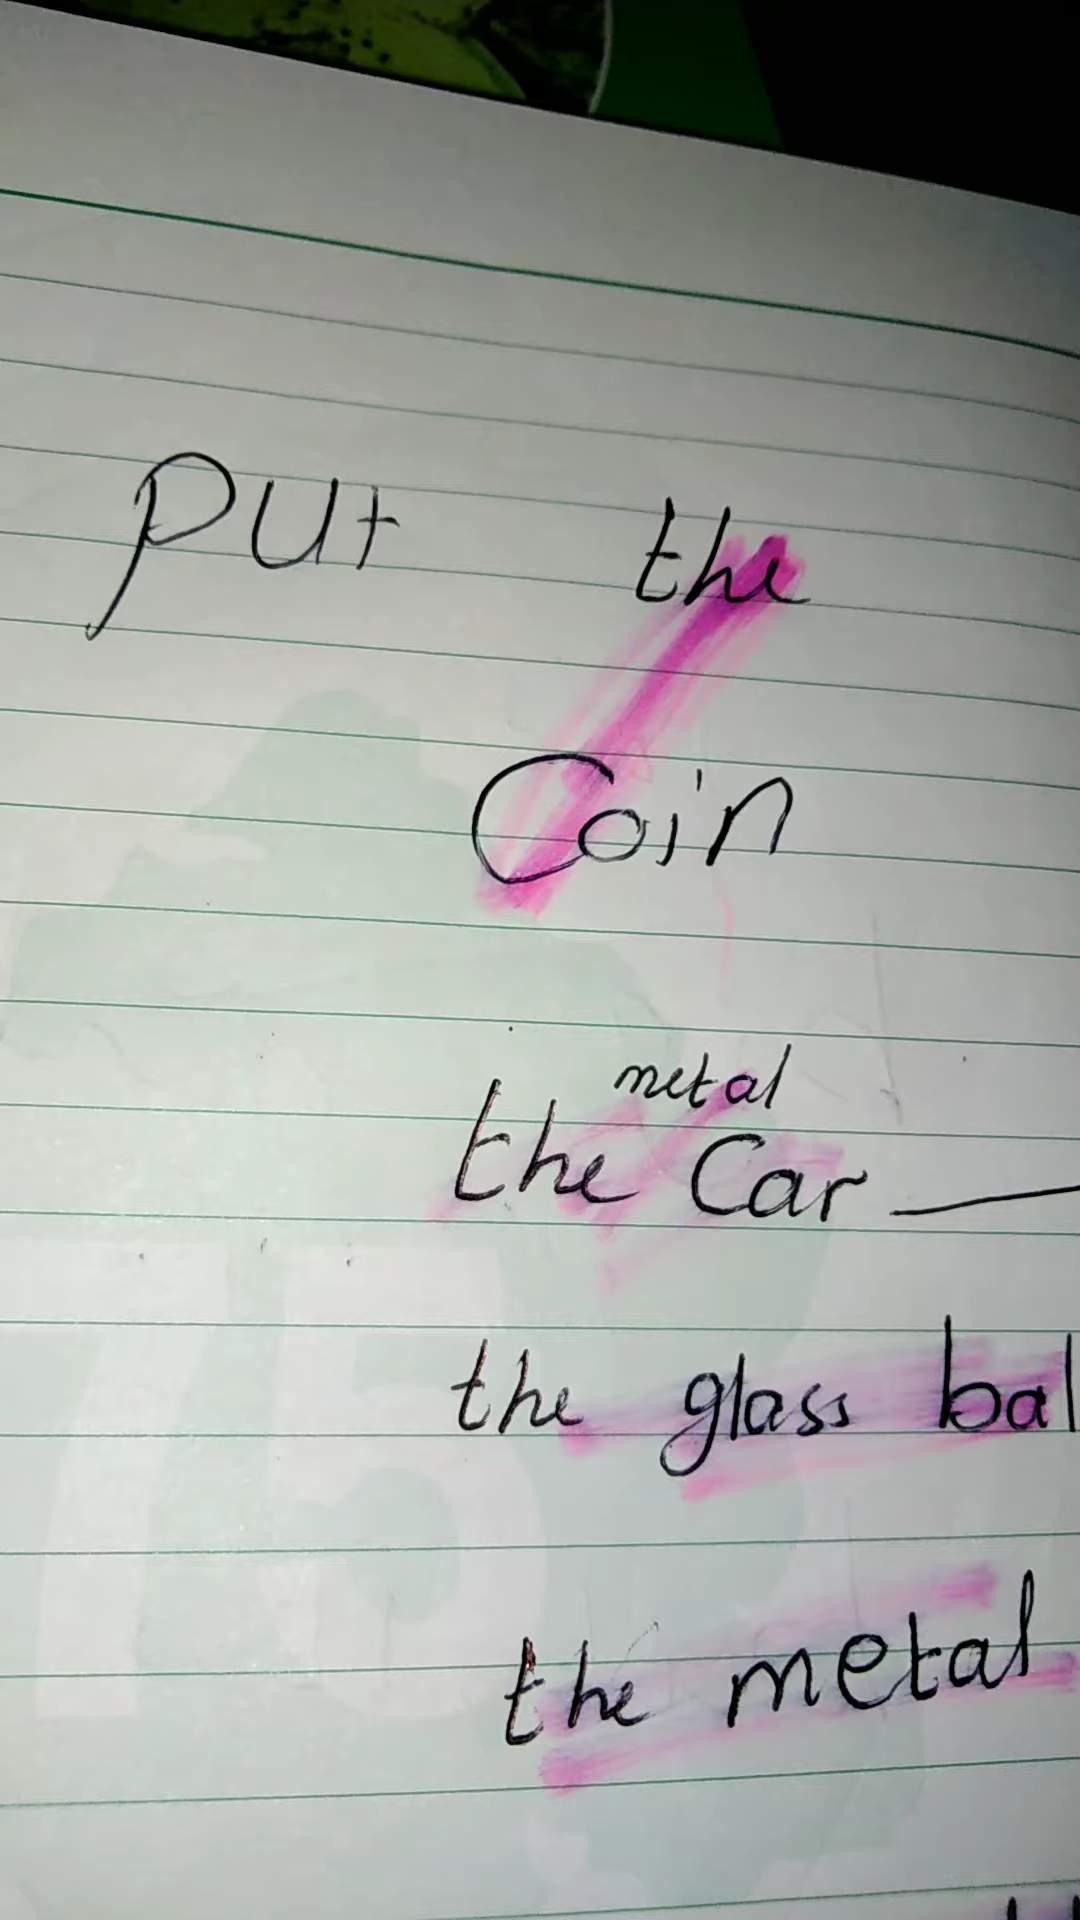 put the
Coin
metal
the Car
the glass bal
the metal